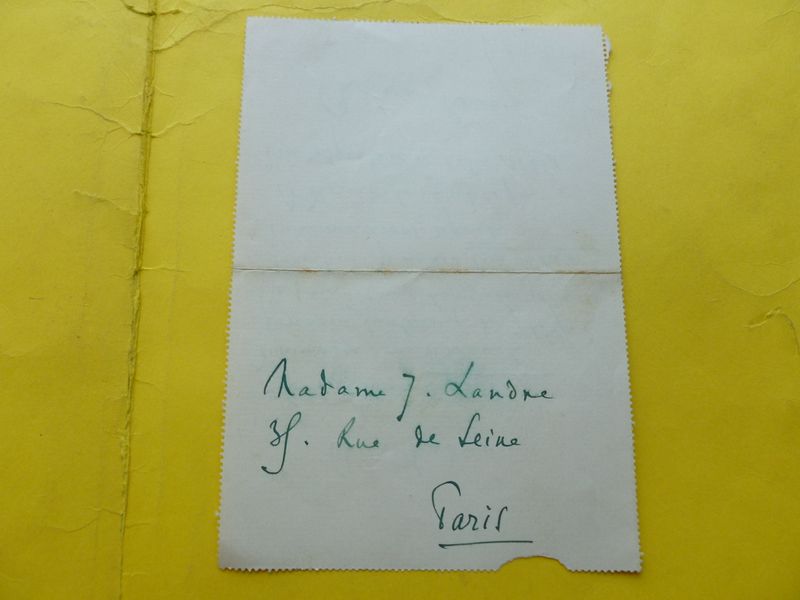 Madame J. Landre
35. Rue de Seine
Paris